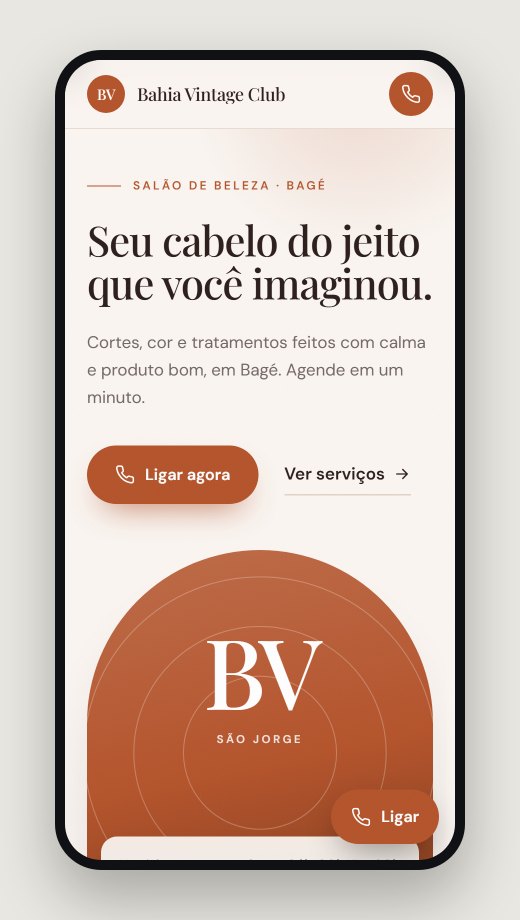 BV Bahia Vintage Club
SALÃO DE BELEZA · BAGÉ
Seu cabelo do jeito
que você imaginou.
Cortes, cor e tratamentos feitos com calma
e produto bom, em Bagé. Agende em um
minuto.
Ligar agora
Ver serviços →
BV
SÃO JORGE
Ligar